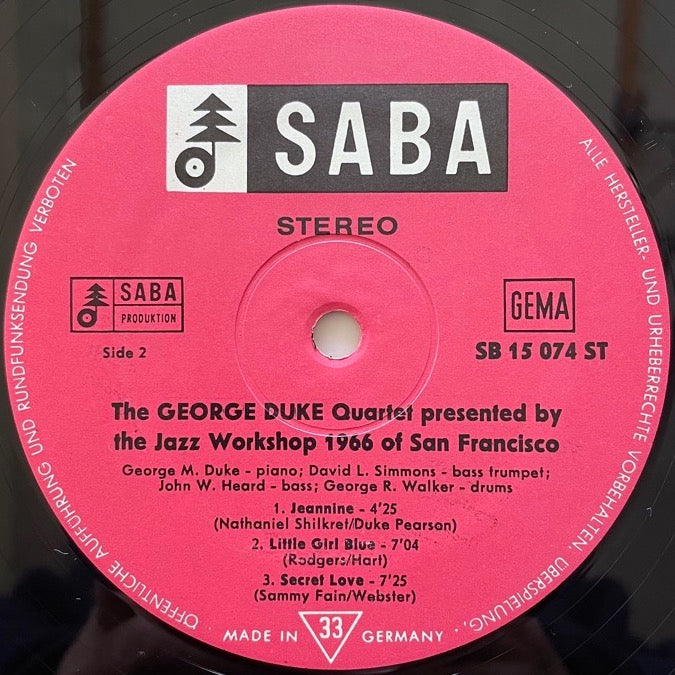 SABA
STEREO
SABA
PRODUKTION
GEMA
Side 2
SB 15 074 ST
The GEORGE DUKE Quartet presented by
the Jazz Workshop 1966 of San Francisco
George M. Duke - piano; David L. Simmons - bass trumpet;
John W. Heard - bass; George R. Walker - drums
1. Jeannine - 4'25
(Nathaniel Shilkret/Duke Pearson)
2. Little Girl Blue - 7'04
(Rodgers/Hart)
3. Secret Love - 7'25
(Sammy Fain/Webster)
MADE IN 33 GERMANY
ALLE HERSTELLER- UND URHEBERRECHTE VORBEHALTEN. ÜBERSPIELUNG,
ÖFFENTLICHE AUFFÜHRUNG UND RUNDFUNKSENDUNG VERBOTEN